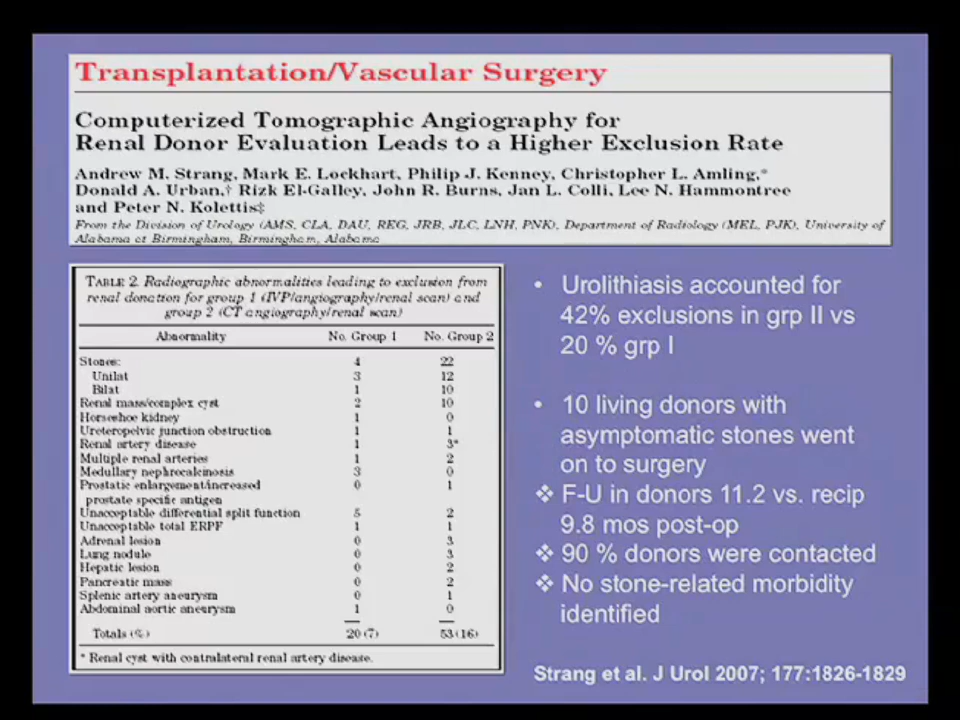 Transplantation/Vascular Surgery
Computerized Tomographic Angiography for
Renal Donor Evaluation Leads to a Higher Exclusion Rate
Andrew M. Strang, Mark E. Lockhart, Philip J. Kenney, Christopher L. Amling,*
Donald A. Urban,† Rizk El-Galley, John R. Burns, Jan L. Colli, Lee N. Hammontree
and Peter N. Kolettis‡
From the Division of Urology (AMS, CLA, DAU, REG, JRB, JLC, LNH, PNK), Department of Radiology (MEL, PJK), University of
Alabama at Birmingham, Birmingham, Alabama
TABLE 2. Radiographic abnormalities leading to exclusion from
renal donation for group 1 (IVP/angiography/renal scan) and
group 2 (CT angiography/renal scan)
Abnormality No. Group 1 No. Group 2
Stones: 4 22
Unilat 3 12
Bilat 1 10
Renal mass/complex cyst 2 10
Horseshoe kidney 1 0
Ureteropelvic junction obstruction 1 1
Renal artery disease 1 3*
Multiple renal arteries 1 2
Medullary nephrocalcinosis 3 0
Prostatic enlargement/increased 0 1
prostate specific antigen
Unacceptable differential split function 5 2
Unacceptable total ERPF 1 1
Adrenal lesion 0 3
Lung nodule 0 3
Hepatic lesion 0 2
Pancreatic mass 0 2
Splenic artery aneurysm 0 1
Abdominal aortic aneurysm 1 0
Totals (%) 20 (7) 53 (16)
* Renal cyst with contralateral renal artery disease.
• Urolithiasis accounted for
42% exclusions in grp II vs
20 % grp I
• 10 living donors with
asymptomatic stones went
on to surgery
❖ F-U in donors 11.2 vs. recip
9.8 mos post-op
❖ 90 % donors were contacted
❖ No stone-related morbidity
identified
Strang et al. J Urol 2007; 177:1826-1829